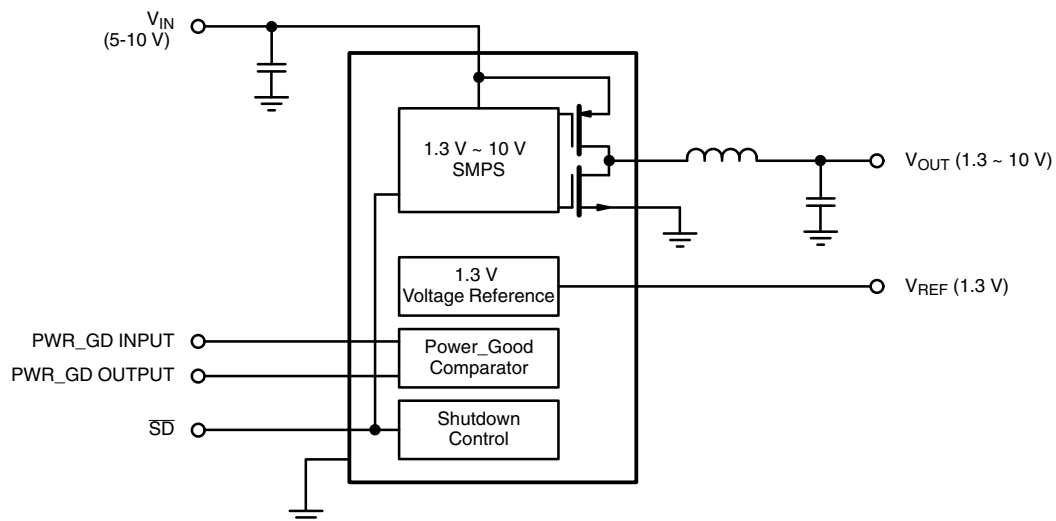 V_IN
(5-10 V)
1.3 V ~ 10 V
SMPS
V_OUT (1.3 ~ 10 V)
1.3 V
Voltage Reference
V_REF (1.3 V)
PWR_GD INPUT
Power_Good
Comparator
PWR_GD OUTPUT
S̅D̅
Shutdown
Control